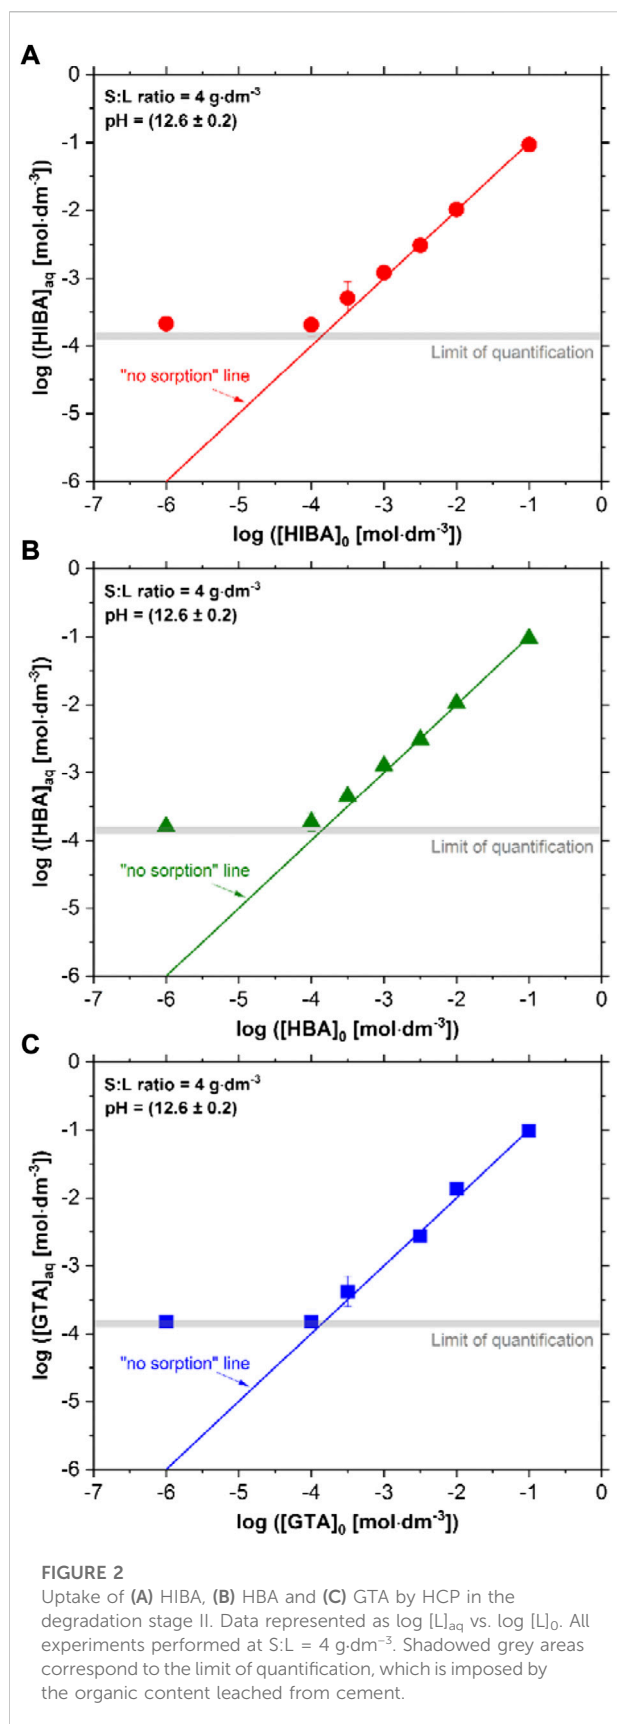 A
S:L ratio = 4 g·dm⁻³
pH = (12.6 ± 0.2)
0
-1
-2
-3
-4
-5
-6
log ([HIBA]aq [mol·dm⁻³])
Limit of quantification
"no sorption" line
-7 -6 -5 -4 -3 -2 -1 0
log ([HIBA]₀ [mol·dm⁻³])
B
S:L ratio = 4 g·dm⁻³
pH = (12.6 ± 0.2)
0
-1
-2
-3
-4
-5
-6
log ([HBA]aq [mol·dm⁻³])
Limit of quantification
"no sorption" line
-7 -6 -5 -4 -3 -2 -1 0
log ([HBA]₀ [mol·dm⁻³])
C
S:L ratio = 4 g·dm⁻³
pH = (12.6 ± 0.2)
0
-1
-2
-3
-4
-5
-6
log ([GTA]aq [mol·dm⁻³])
Limit of quantification
"no sorption" line
-7 -6 -5 -4 -3 -2 -1 0
log ([GTA]₀ [mol·dm⁻³])
FIGURE 2
Uptake of (A) HIBA, (B) HBA and (C) GTA by HCP in the
degradation stage II. Data represented as log [L]aq vs. log [L]₀. All
experiments performed at S:L = 4 g·dm⁻³. Shadowed grey areas
correspond to the limit of quantification, which is imposed by
the organic content leached from cement.